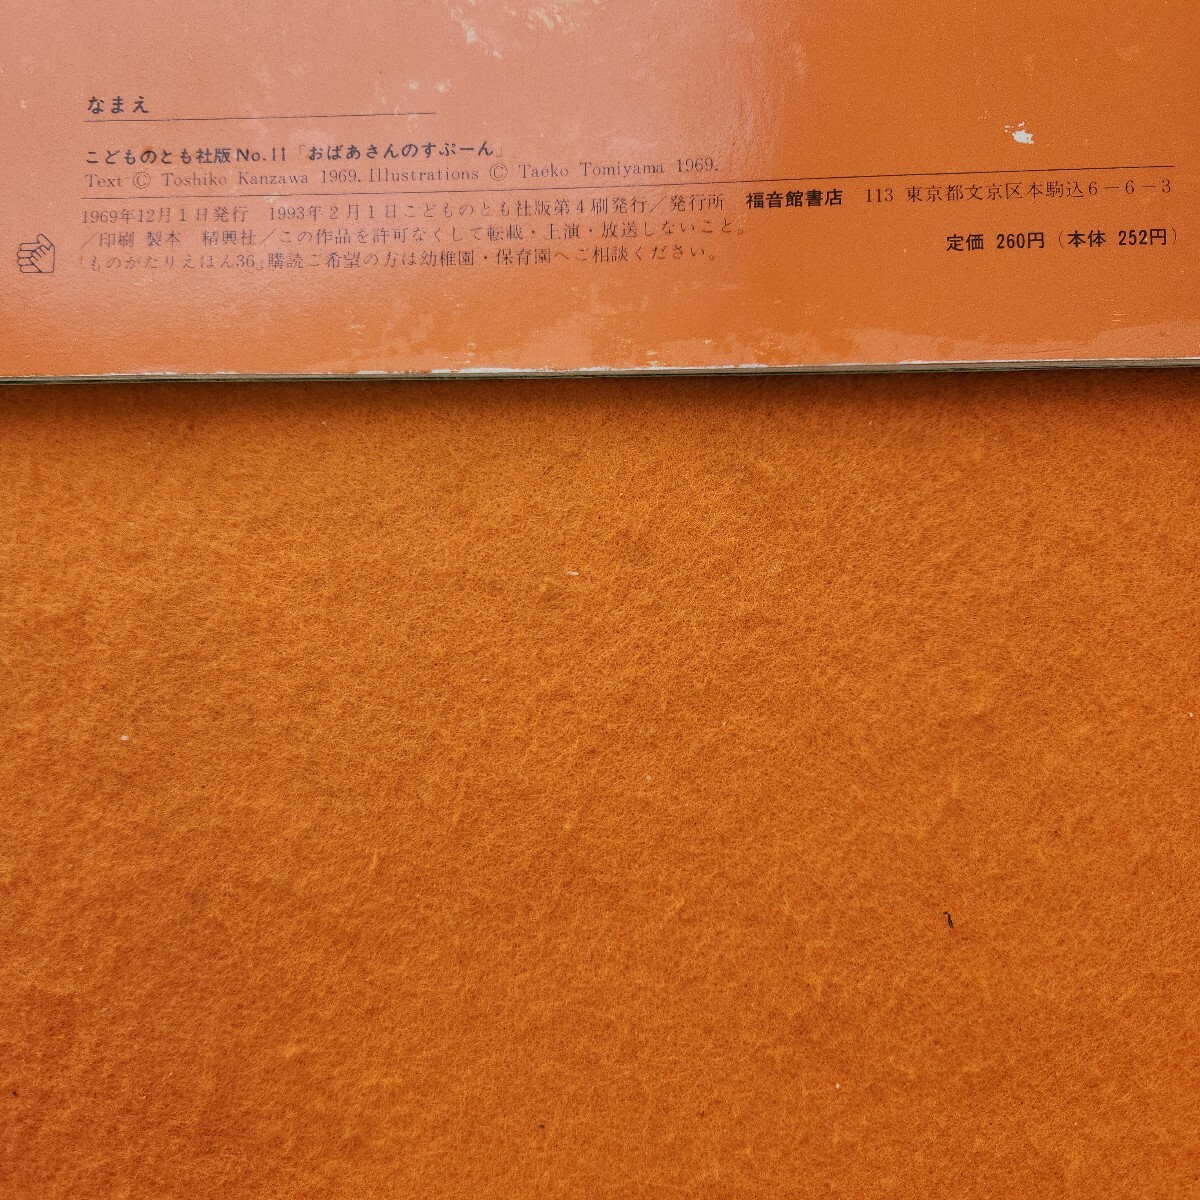 なまえ
こどものとも社版No.11「おばあさんのすぷーん」
Text © Toshiko Kanzawa 1969. Illustrations © Taeko Tomiyama 1969.
1969年12月1日発行　1993年2月1日こどものとも社版第4刷発行／発行所　福音館書店　113 東京都文京区本駒込6－6－3
／印刷 製本　精興社／この作品を許可なくして転載・上演・放送しないこと。
「ものがたりえほん36」購読ご希望の方は幼稚園・保育園へご相談ください。
定価 260円（本体 252円）